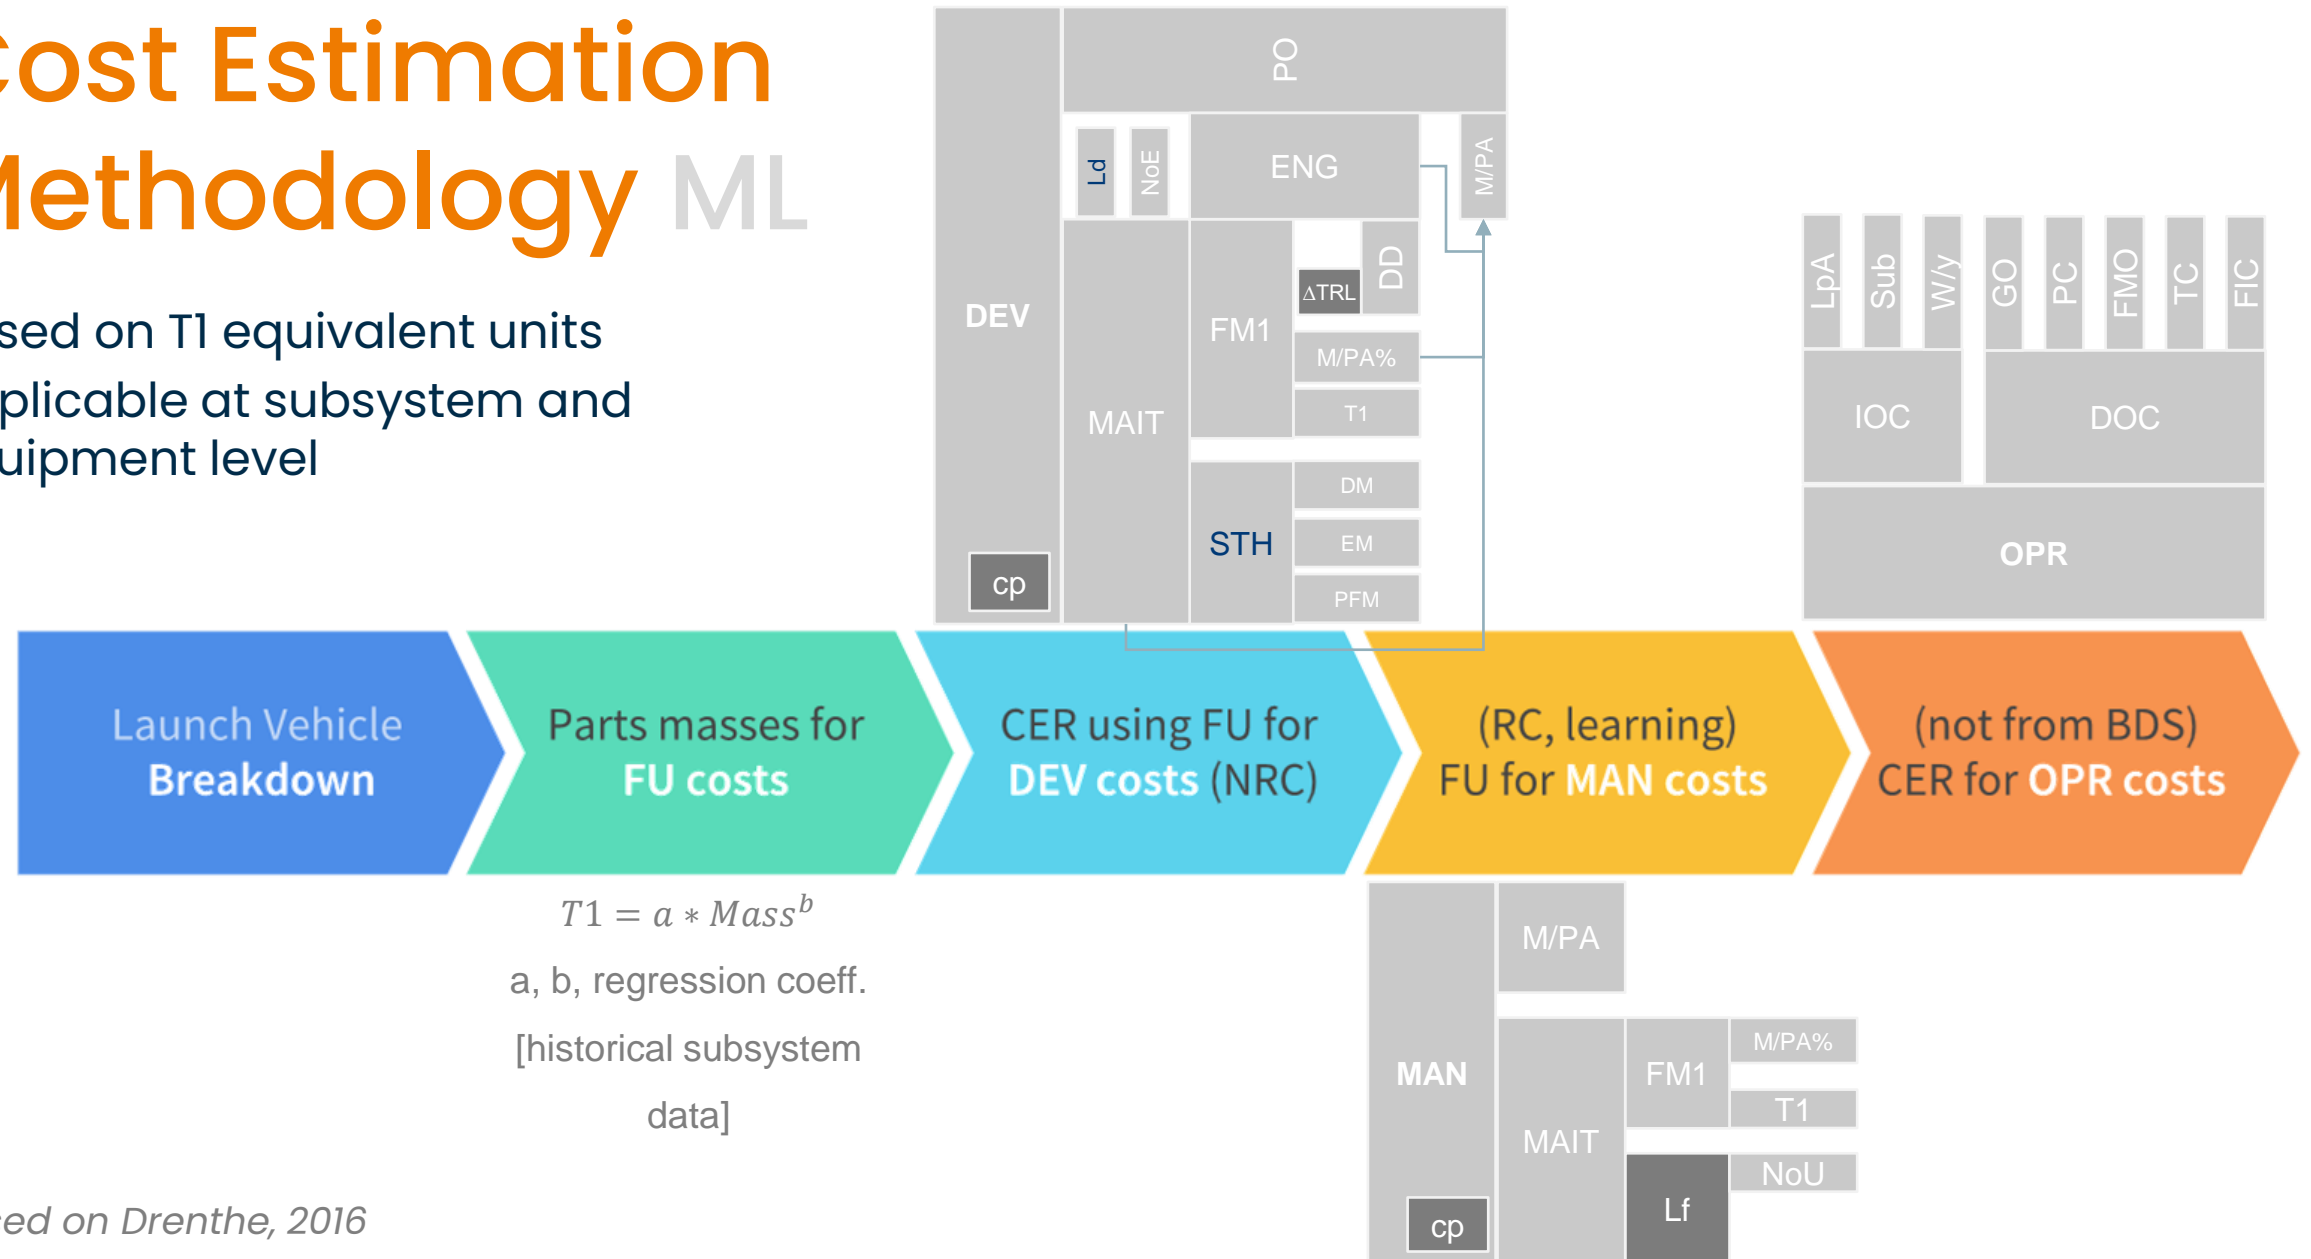 ost Estimation
ethodology ML
sed on T1 equivalent units
plicable at subsystem and
uipment level
PO
DEV
Ld
NoE
ENG
M/PA
MAIT
FM1
ΔTRL
DD
M/PA%
T1
STH
DM
EM
PFM
cp
LpA
Sub
W/y
GO
PC
FMO
TC
FIC
IOC
DOC
OPR
Launch Vehicle
Breakdown
Parts masses for
FU costs
CER using FU for
DEV costs (NRC)
(RC, learning)
FU for MAN costs
(not from BDS)
CER for OPR costs
T1 = a ∗ Mass^b
a, b, regression coeff.
[historical subsystem
data]
MAN
M/PA
MAIT
FM1
M/PA%
T1
NoU
Lf
cp
sed on Drenthe, 2016